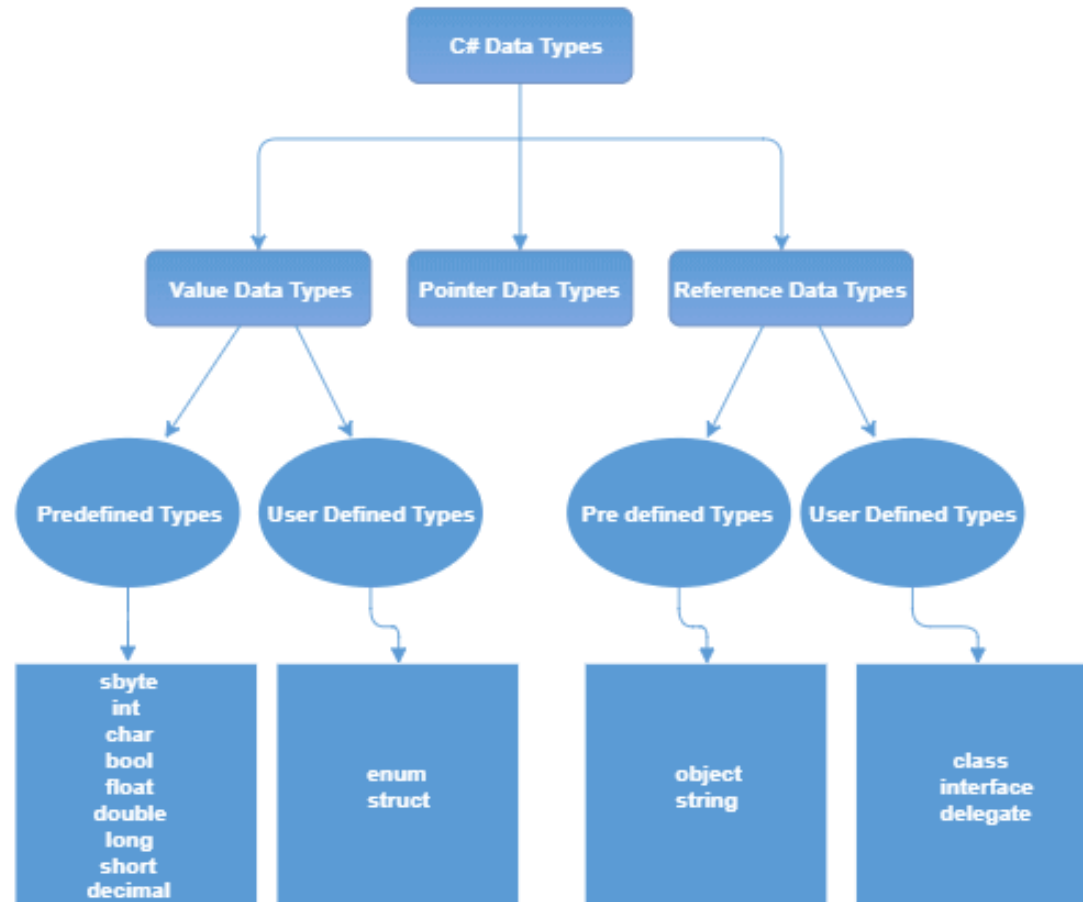 C# Data Types
Value Data Types
Pointer Data Types
Reference Data Types
Predefined Types
User Defined Types
Pre defined Types
User Defined Types
sbyte
int
char
bool
float
double
long
short
decimal
enum
struct
object
string
class
interface
delegate